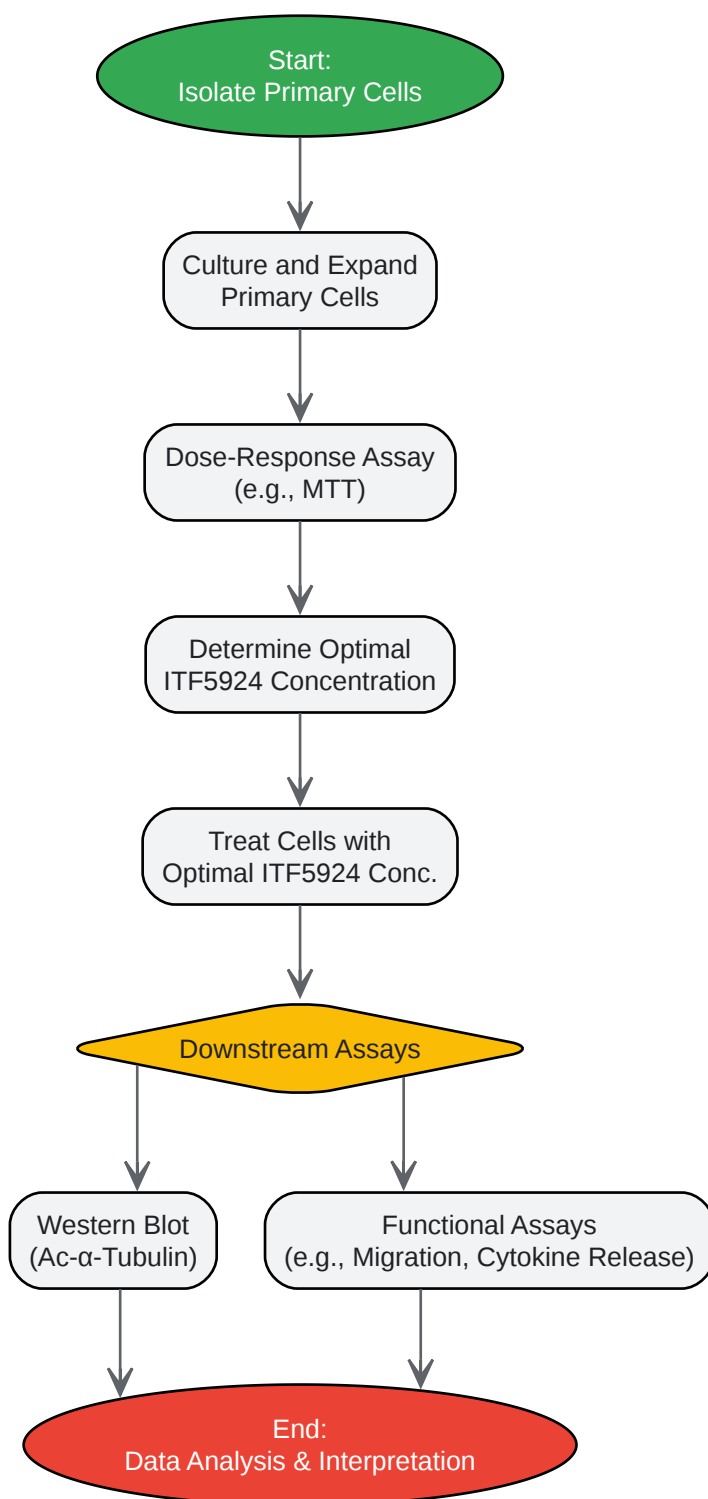 Start:
Isolate Primary Cells
Culture and Expand
Primary Cells
Dose-Response Assay
(e.g., MTT)
Determine Optimal
ITF5924 Concentration
Treat Cells with
Optimal ITF5924 Conc.
Downstream Assays
Western Blot
(Ac-α-Tubulin)
Functional Assays
(e.g., Migration, Cytokine Release)
End:
Data Analysis & Interpretation